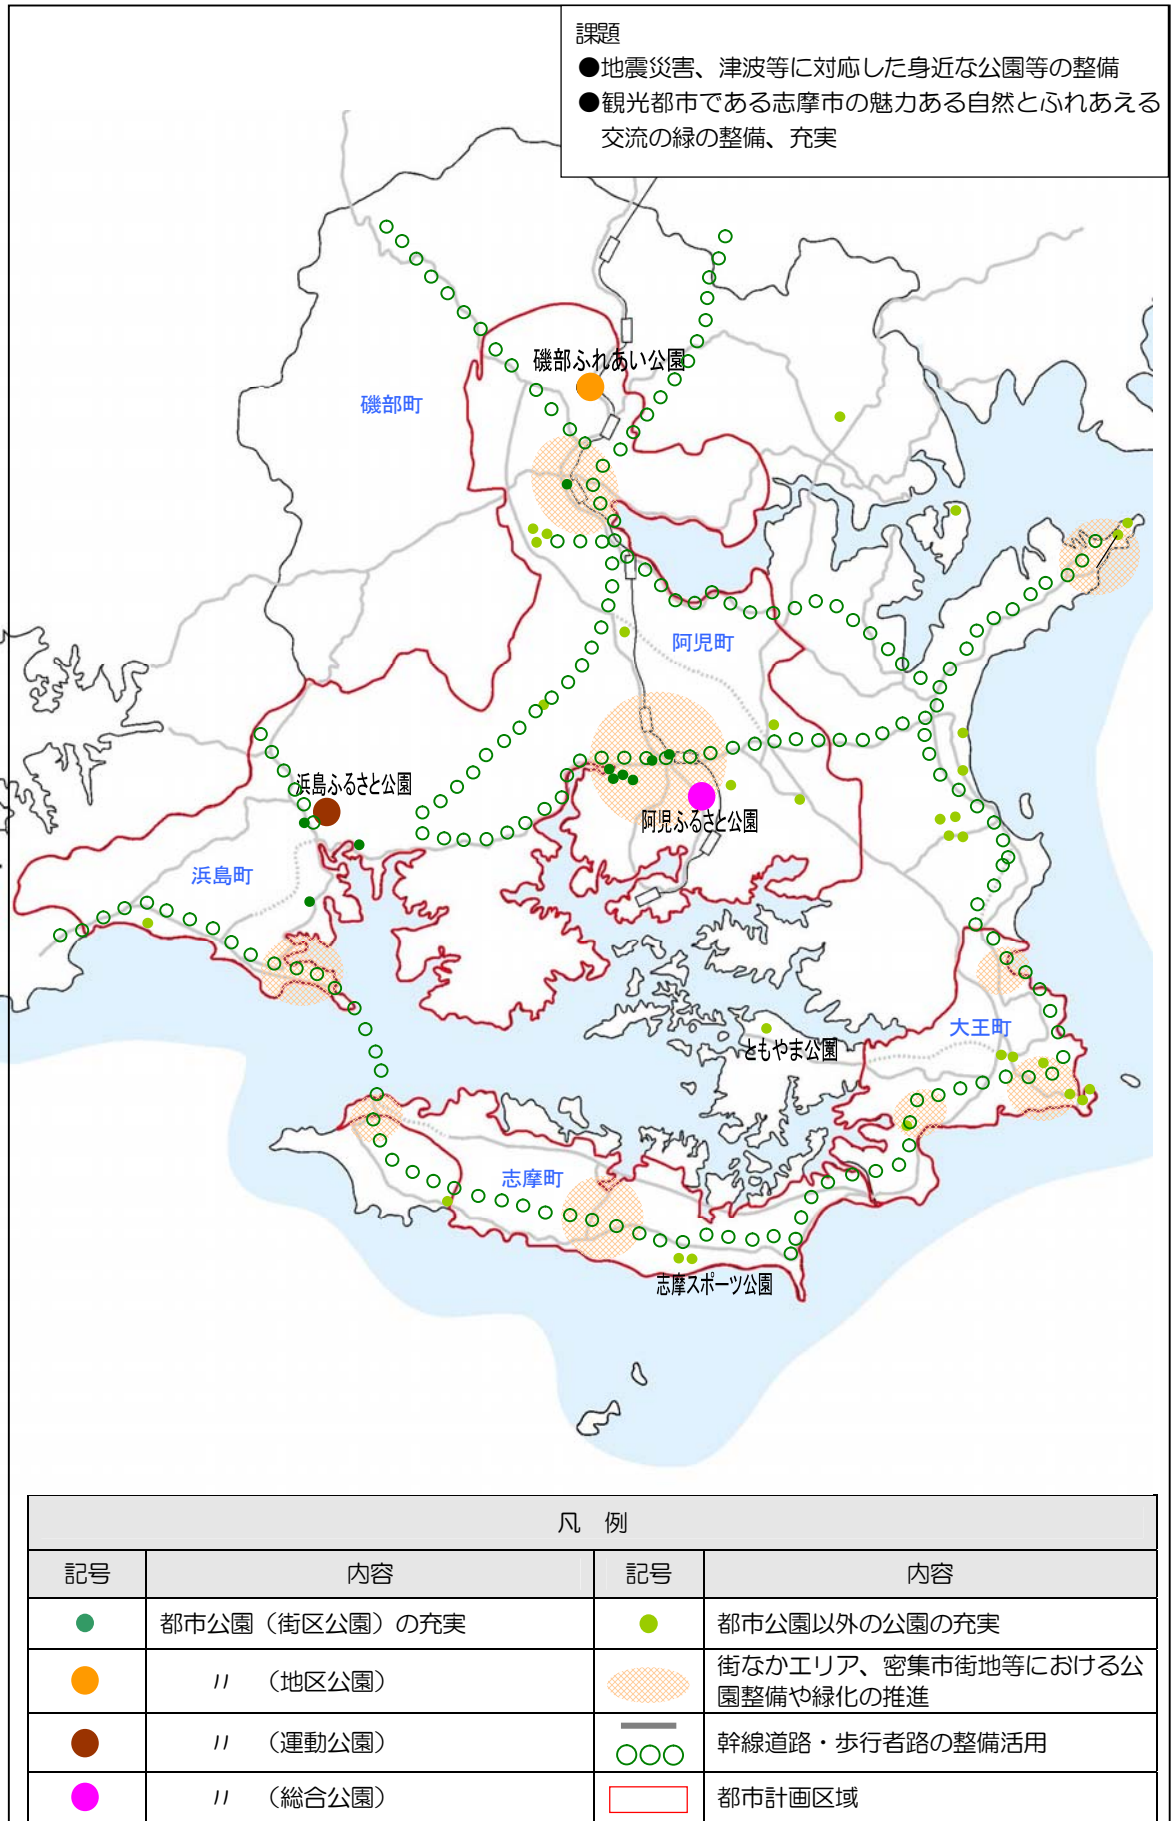 課題
●地震災害、津波等に対応した身近な公園等の整備
●観光都市である志摩市の魅力ある自然とふれあえる
交流の緑の整備、充実
磯部ふれあい公園
磯部町
阿児町
浜島ふるさと公園
阿児ふるさと公園
浜島町
大王町
ともやま公園
志摩町
志摩スポーツ公園
凡 例
記号 内容 記号 内容
都市公園（街区公園）の充実 都市公園以外の公園の充実
〃 （地区公園） 街なかエリア、密集市街地等における公
園整備や緑化の推進
〃 （運動公園） 幹線道路・歩行者路の整備活用
〃 （総合公園） 都市計画区域